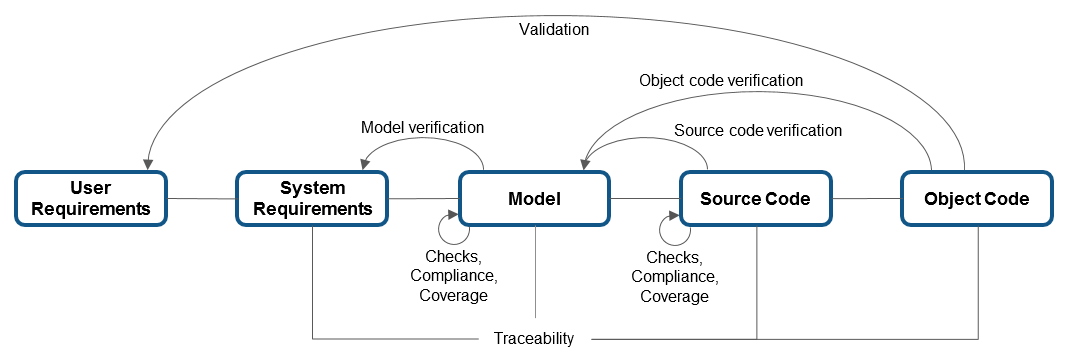 Validation
Object code verification
Model verification
Source code verification
User
Requirements
System
Requirements
Model
Source Code
Object Code
Checks,
Compliance,
Coverage
Checks,
Compliance,
Coverage
Traceability